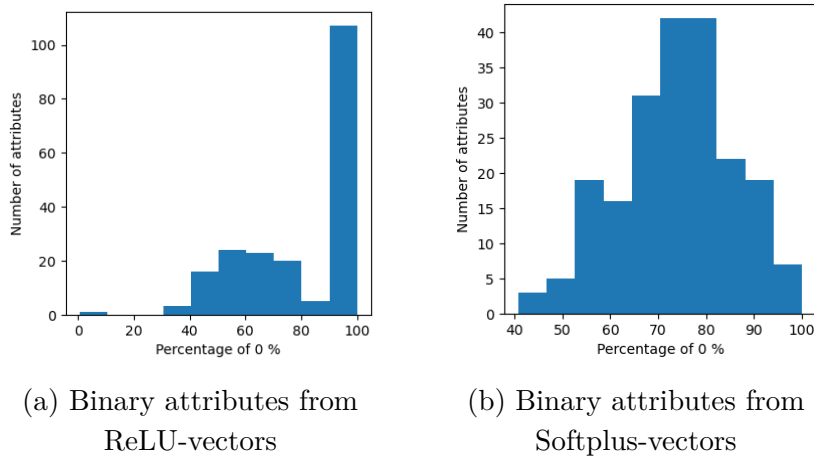 100
80
60
40
20
0
Number of attributes
0 20 40 60 80 100
Percentage of 0 %
40
35
30
25
20
15
10
5
0
Number of attributes
40 50 60 70 80 90 100
Percentage of 0 %
(a) Binary attributes from
ReLU-vectors
(b) Binary attributes from
Softplus-vectors